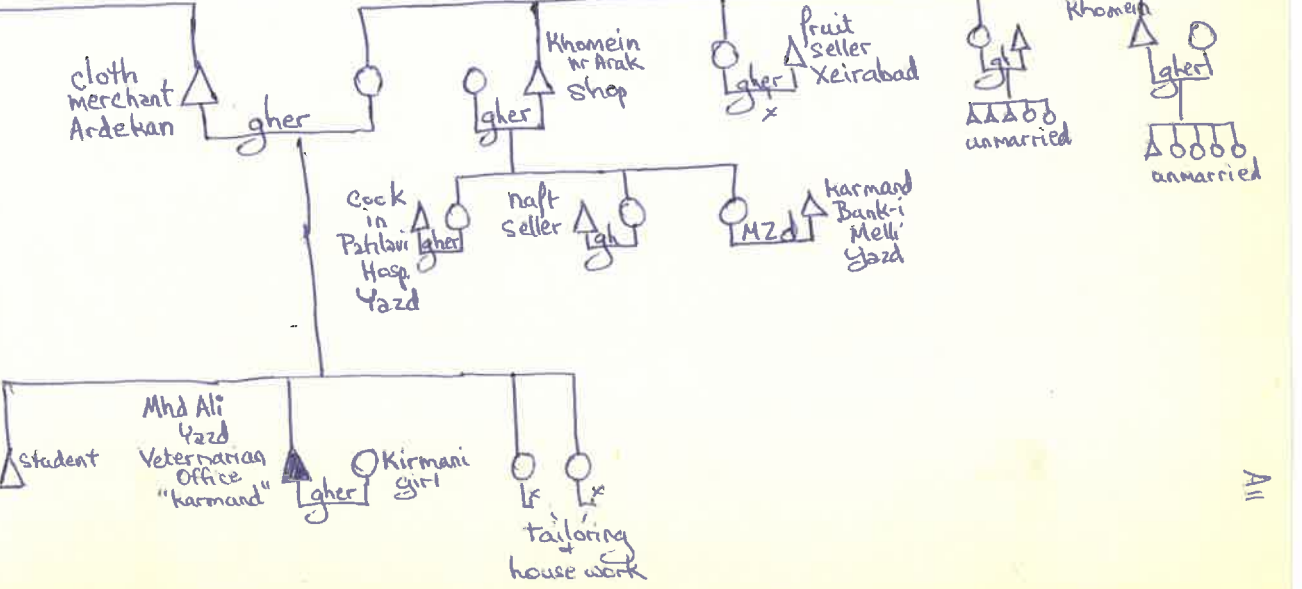 cloth
merchant
Ardekan
gher
gher
Khomein
nr Arak
shop
gher
x
fruit
seller
Xeirabad
gh
unmarried
Khomein
gher
unmarried
Cook
in
Pahlavi
Hosp.
Yazd
gher
naft
seller
gh
MZd
Karmand
Bank-i
Melli
Yazd
student
Mhd Ali
Yazd
Veternarian
Office
"karmand"
gher
Kirmani
girl
x
x
tailoring
+
house work
A11